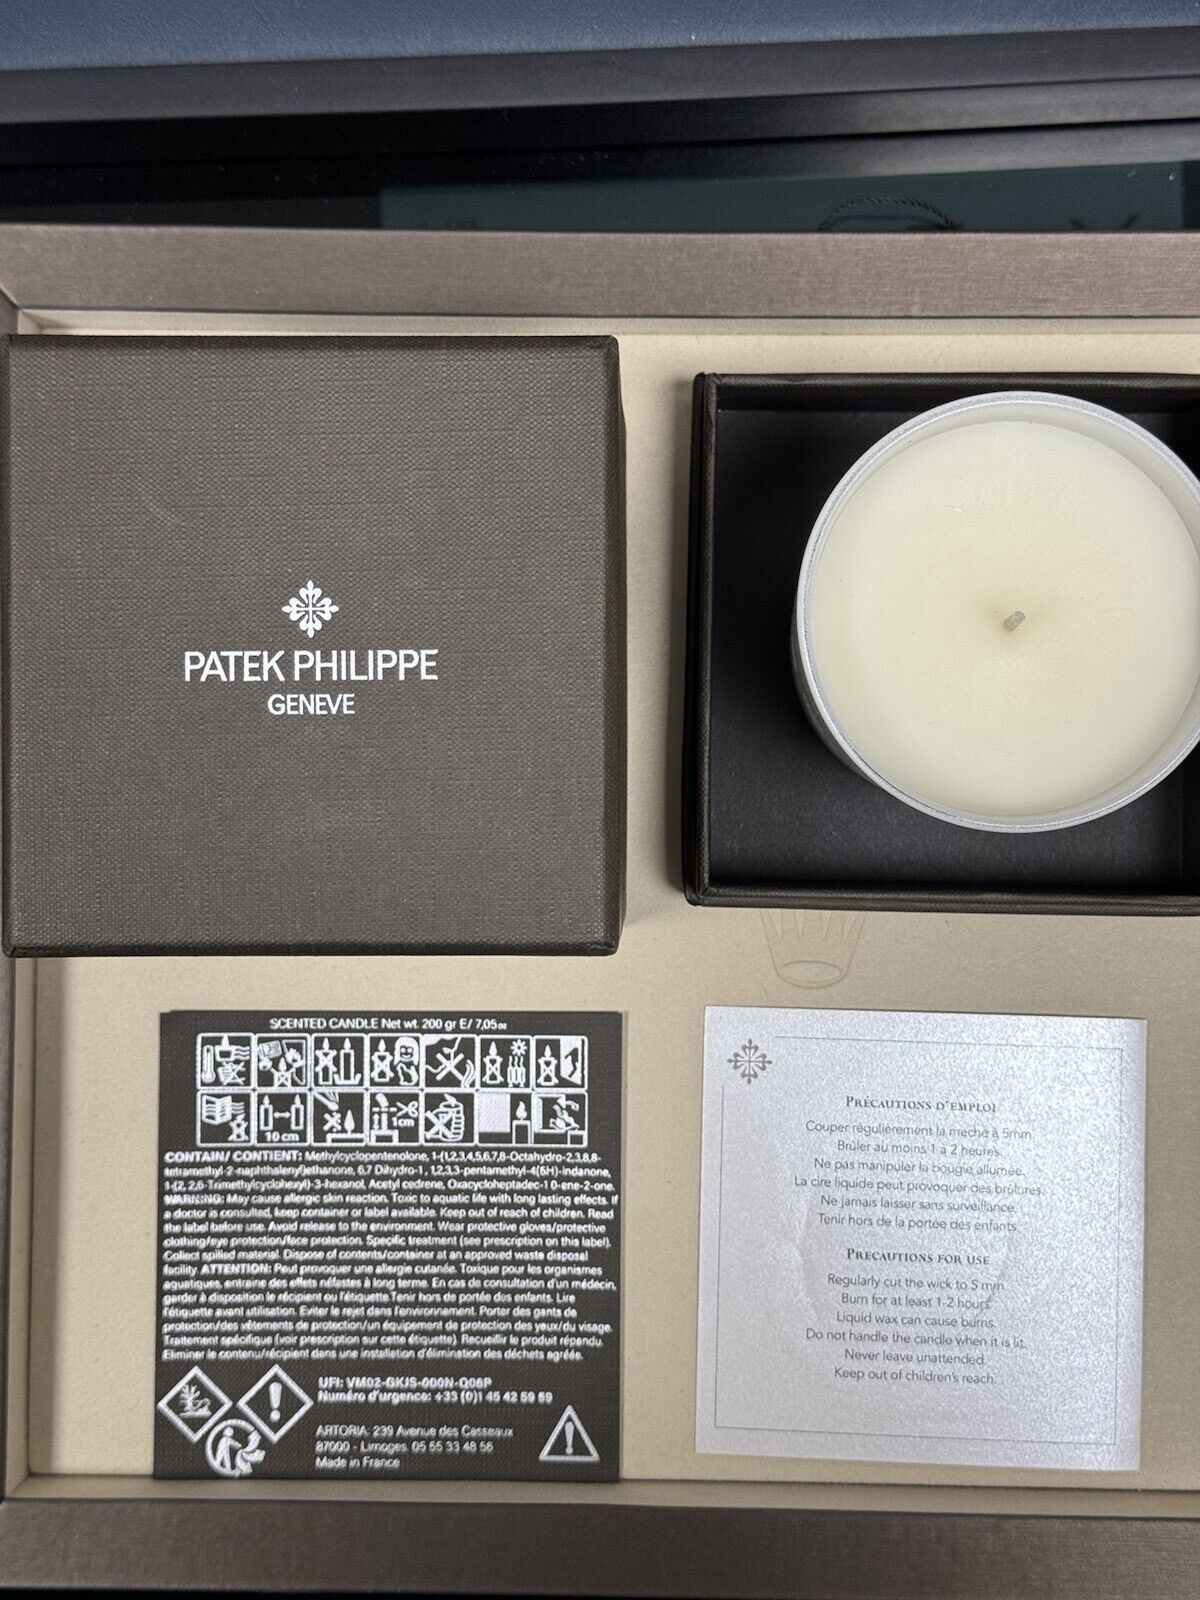 PATEK PHILIPPE
GENEVE
SCENTED CANDLE Net wt. 200 gr E/ 7,05oz
10 cm
1cm
CONTAIN/ CONTIENT: Methylcyclopentenolone, 1-(1,2,3,4,5,6,7,8-Octahydro-2,3,8,8-
tetramethyl-2-naphthalenyl)ethanone, 6,7 Dihydro-1, 1,2,3,3-pentamethyl-4(5H)-indanone,
1-(2, 2,6-Trimethylcyclohexyl)-3-hexanol, Acetyl cedrene, Oxacycloheptadec-10-ene-2-one.
WARNING: May cause allergic skin reaction. Toxic to aquatic life with long lasting effects. If
a doctor is consulted, keep container or label available. Keep out of reach of children. Read
the label before use. Avoid release to the environment. Wear protective gloves/protective
clothing/eye protection/face protection. Specific treatment (see prescription on this label).
Collect spilled material. Dispose of contents/container at an approved waste disposal
facility. ATTENTION: Peut provoquer une allergie cutanée. Toxique pour les organismes
aquatiques, entraine des effets néfastes à long terme. En cas de consultation d'un médecin,
garder à disposition le récipient ou l'étiquette.Tenir hors de portée des enfants. Lire
l'étiquette avant utilisation. Eviter le rejet dans l'environnement. Porter des gants de
protection/des vêtements de protection/un équipement de protection des yeux/du visage.
Traitement spécifique (voir prescription sur cette étiquette). Recueillir le produit répandu.
Eliminer le contenu/récipient dans une installation d'élimination des déchets agréée.
UFI: VM02-GKJS-000N-Q06P
Numéro d'urgence: +33 (0)1 45 42 59 59
ARTORIA. 239 Avenue des Casseaux
87000 - Limoges. 05 55 33 48 56
Made in France
PRÉCAUTIONS D'EMPLOI
Couper régulièrement la mèche à 5mm.
Brûler au moins 1 à 2 heures.
Ne pas manipuler la bougie allumée.
La cire liquide peut provoquer des brûlures.
Ne jamais laisser sans surveillance.
Tenir hors de la portée des enfants.
PRECAUTIONS FOR USE
Regularly cut the wick to 5 mm.
Burn for at least 1-2 hours.
Liquid wax can cause burns.
Do not handle the candle when it is lit.
Never leave unattended.
Keep out of children's reach.